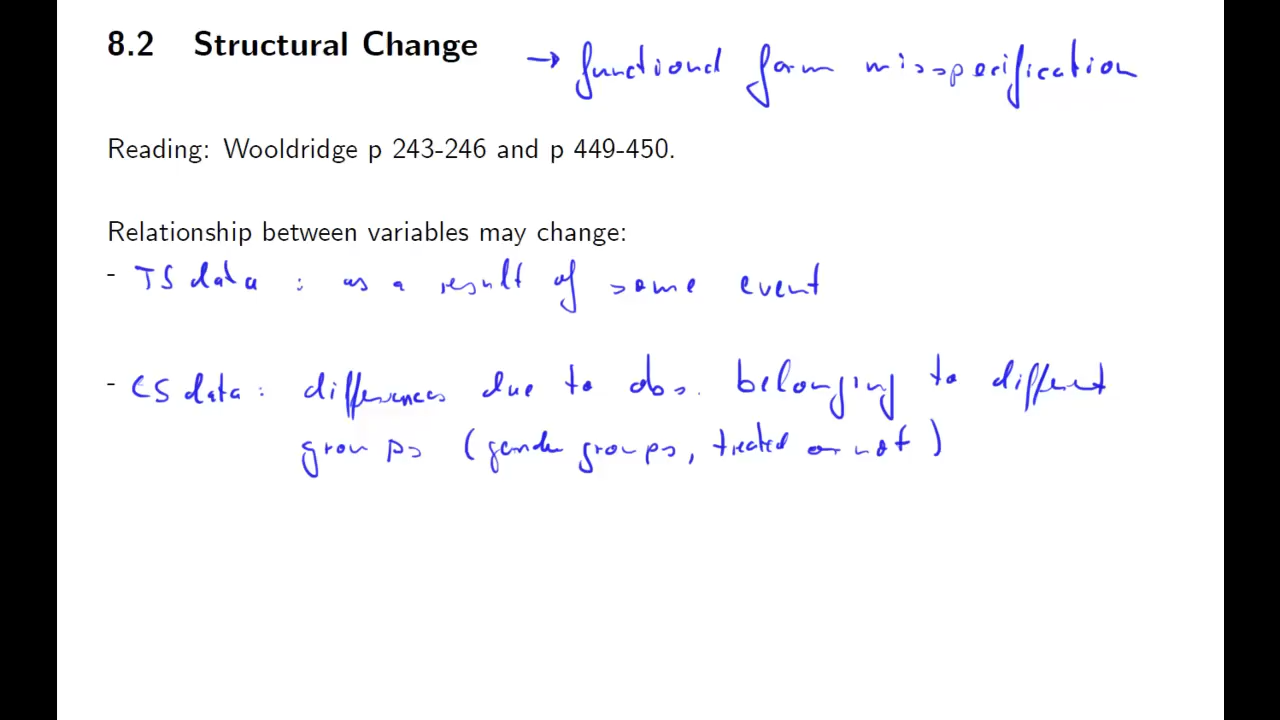 8.2 Structural Change → functional form misspecification
Reading: Wooldridge p 243-246 and p 449-450.
Relationship between variables may change:
- TS data : as a result of some event
- CS data : differences due to obs. belonging to different
groups (gender groups, treated or not)